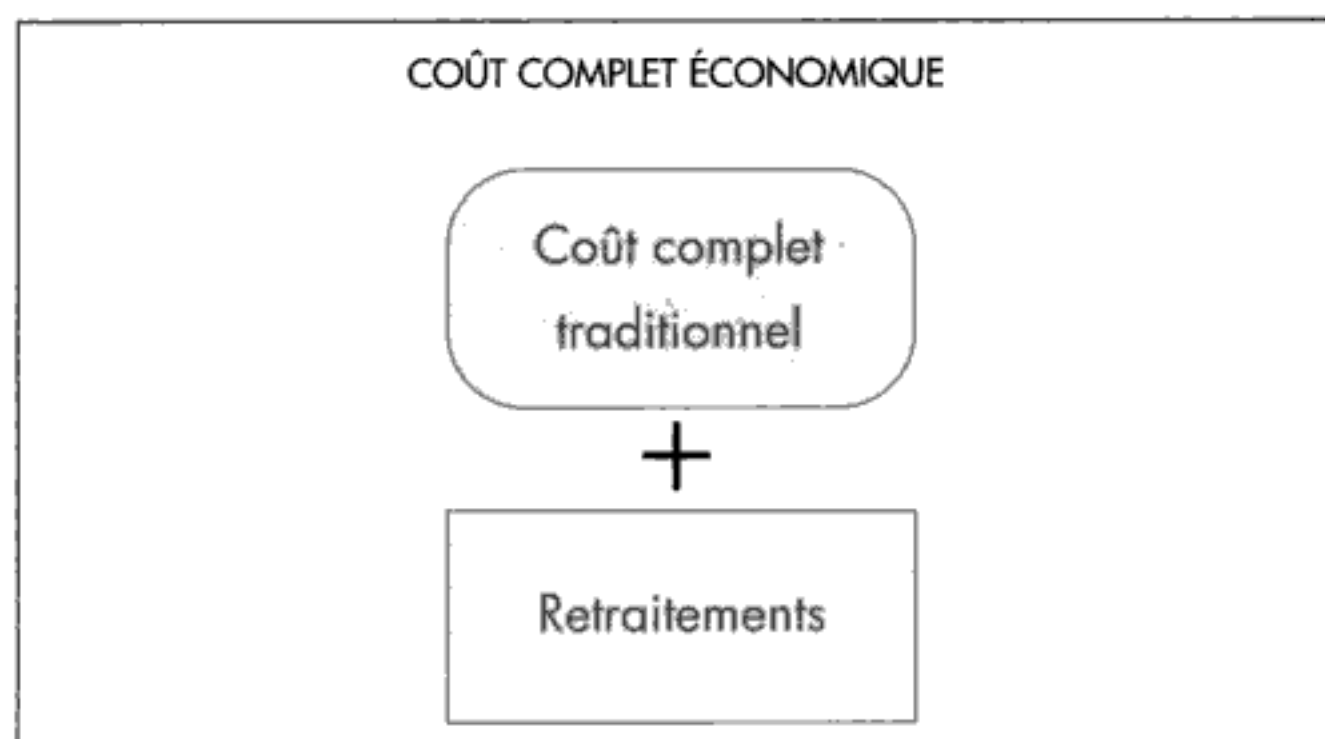 COÛT COMPLET ÉCONOMIQUE
Coût complet
traditionnel
+
Retraitements